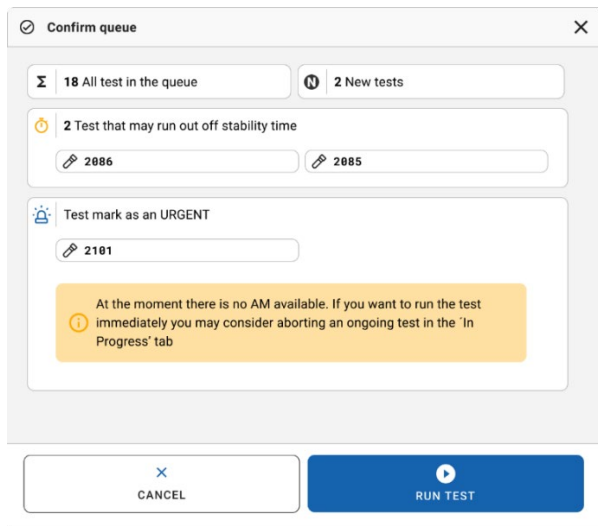 Confirm queue
Σ 18 All test in the queue
N 2 New tests
2 Test that may run out off stability time
2086
2085
Test mark as an URGENT
2101
At the moment there is no AM available. If you want to run the test
immediately you may consider aborting an ongoing test in the ´In
Progress’ tab
CANCEL
RUN TEST